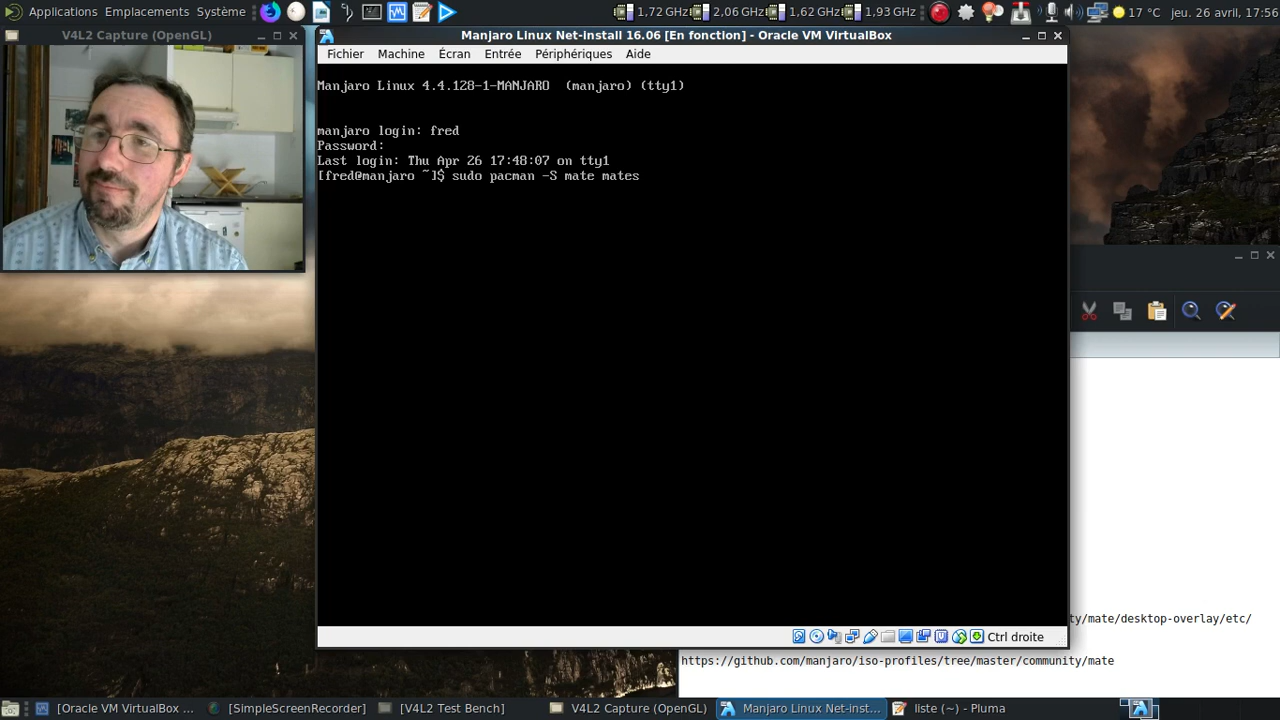 Applications Emplacements Système 1,72 GHz 2,06 GHz 1,62 GHz 1,93 GHz 17 °C jeu. 26 avril, 17:56
V4L2 Capture (OpenGL)
Manjaro Linux Net-install 16.06 [En fonction] - Oracle VM VirtualBox
Fichier Machine Écran Entrée Périphériques Aide
Manjaro Linux 4.4.128-1-MANJARO (manjaro) (tty1)
manjaro login: fred
Password:
Last login: Thu Apr 26 17:48:07 on tty1
[fred@manjaro ~]$ sudo pacman -S mate mates
ty/mate/desktop-overlay/etc/
Ctrl droite
https://github.com/manjaro/iso-profiles/tree/master/community/mate
[Oracle VM VirtualBox ... [SimpleScreenRecorder] [V4L2 Test Bench] V4L2 Capture (OpenGL) Manjaro Linux Net-inst... liste (~) - Pluma